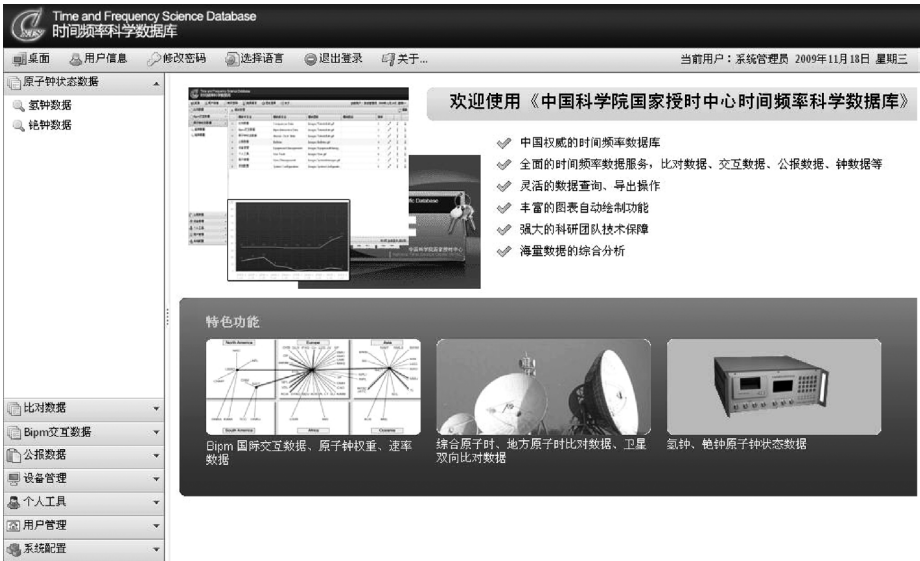 Time and Frequency Science Database
时间频率科学数据库
桌面 用户信息 修改密码 选择语言 退出登录 关于... 当前用户：系统管理员 2009年11月18日 星期三
原子钟状态数据
氢钟数据
铯钟数据
比对数据
Bipm交互数据
公报数据
设备管理
个人工具
用户管理
系统配置
欢迎使用《中国科学院国家授时中心时间频率科学数据库》
中国权威的时间频率数据库
全面的时间频率数据服务，比对数据、交互数据、公报数据、钟数据等
灵活的数据查询、导出操作
丰富的图表自动绘制功能
强大的科研团队技术保障
海量数据的综合分析
特色功能
North America Europe Asia
South America Africa Oceania
Bipm 国际交互数据、原子钟权重、速率
数据
综合原子时、地方原子时比对数据、卫星
双向比对数据
氢钟、铯钟原子钟状态数据